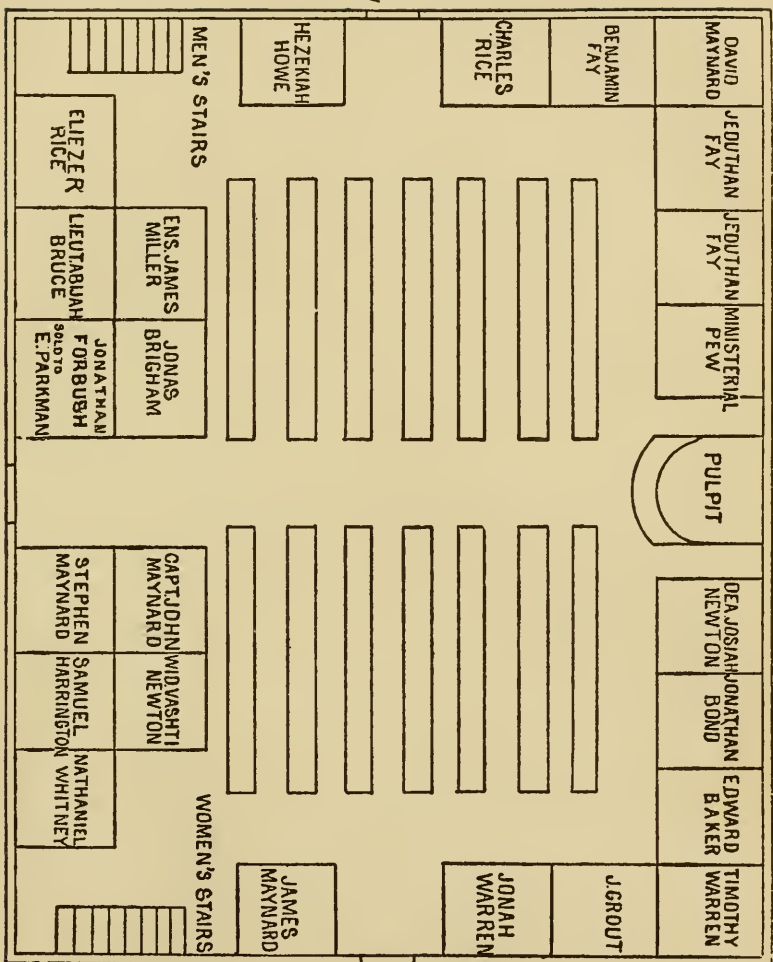 DAVID
MAYNARD
JEDUTHAN
FAY
JEDUTHAN
FAY
MINISTERIAL
PEW
PULPIT
DEA. JOSIAH
NEWTON
JONATHAN
BOND
EDWARD
BAKER
TIMOTHY
WARREN
BENJAMIN
FAY
J. GROUT
CHARLES
RICE
JONAH
WARREN
HEZEKIAH
HOWE
JAMES
MAYNARD
MEN'S STAIRS
WOMEN'S STAIRS
ENS. JAMES
MILLER
JONAS
BRIGHAM
CAPT. JOHN
MAYNARD
WID. VASHTI
NEWTON
ELIEZER
RICE
LIEUT. ABIJAH
BRUCE
JONATHAN
FORBUSH
SOLD TO
E. PARKMAN
STEPHEN
MAYNARD
SAMUEL
HARRINGTON
NATHANIEL
WHITNEY